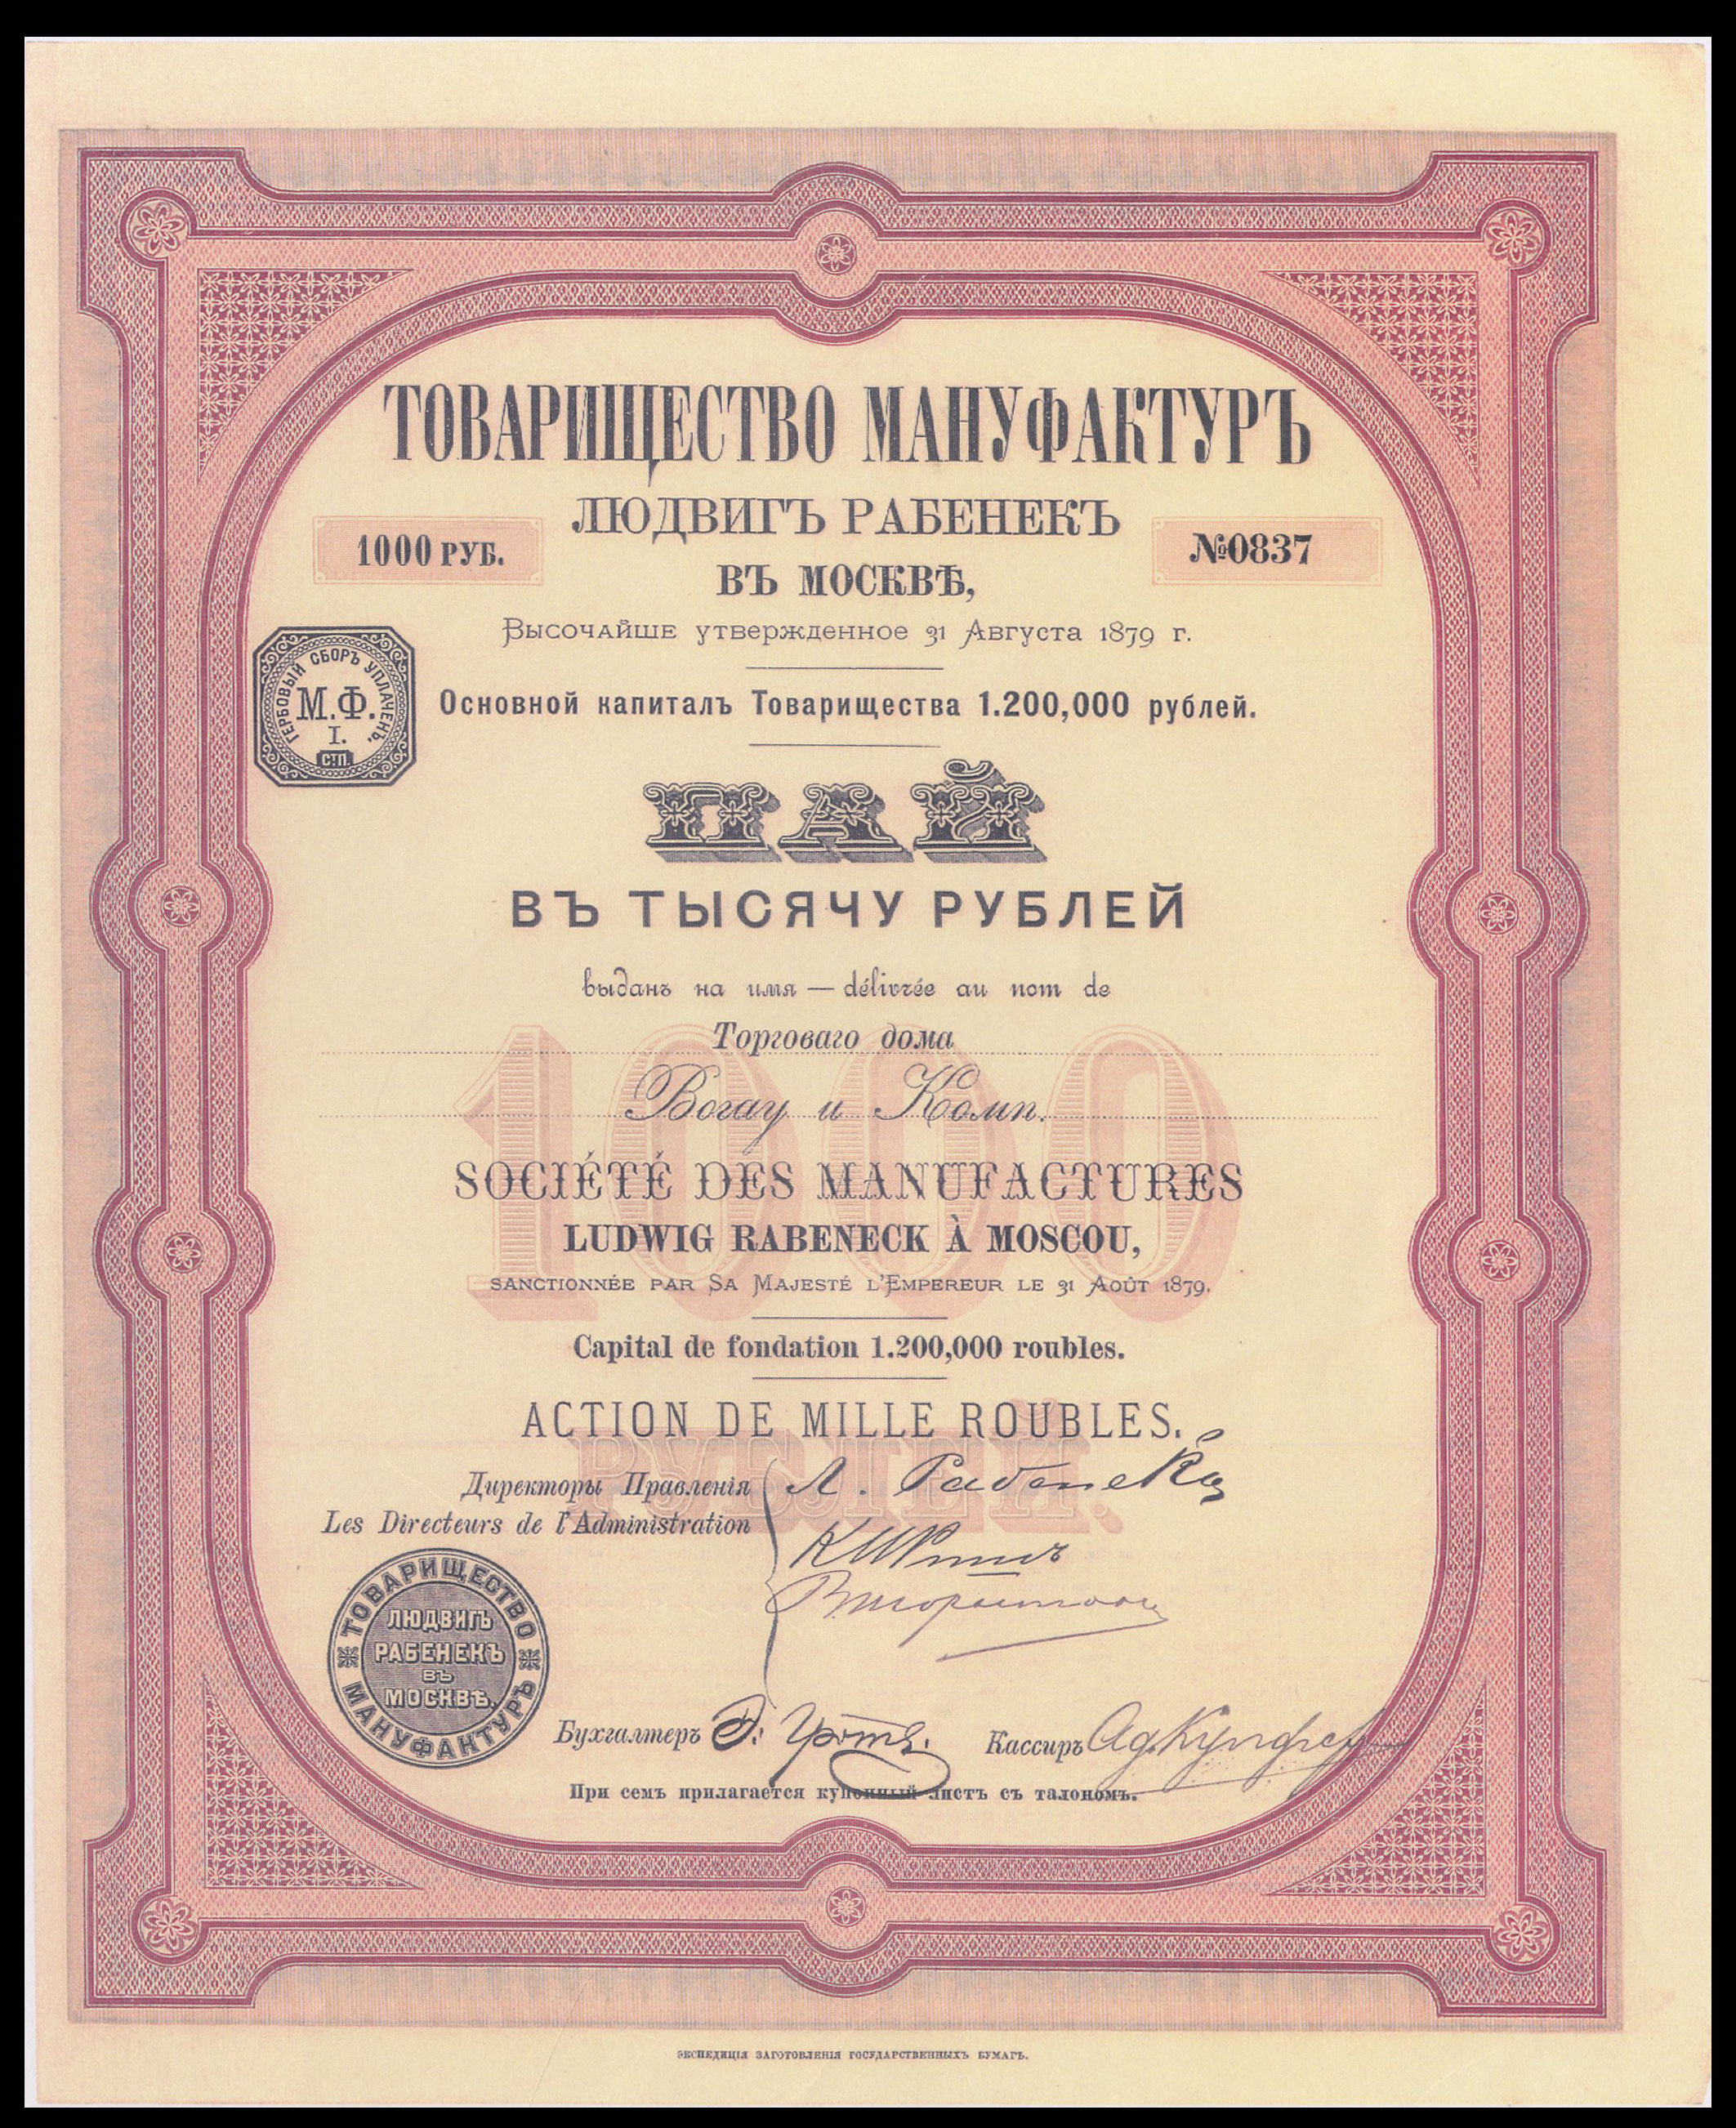 ТОВАРИЩЕСТВО МАНУФАКТУРЪ
ЛЮДВИГЪ РАБЕНЕКЪ
1000 РУБ.
№0837
ВЪ МОСКВѢ,
Высочайше утвержденное 31 Августа 1879 г.
ГЕРБОВЫЙ СБОРЪ УПЛАЧЕНЪ.
М.Ф.
I.
С.П.
Основной капиталъ Товарищества 1.200,000 рублей.
ПАЙ
ВЪ ТЫСЯЧУ РУБЛЕЙ
выданъ на имя — délivrée au nom de
1000
Торговаго дома
Вогау и Комп.
SOCIÉTÉ DES MANUFACTURES
LUDWIG RABENECK À MOSCOU,
SANCTIONNÉE PAR SA MAJESTÉ L'EMPEREUR LE 31 AOÛT 1879.
Capital de fondation 1.200,000 roubles.
ACTION DE MILLE ROUBLES.
РУБЛЕЙ.
Директоры Правленія Л. Рабенекъ
Les Directeurs de l'Administration
ТОВАРИЩЕСТВО МАНУФАКТУРЪ
ЛЮДВИГЪ
РАБЕНЕКЪ
ВЪ
МОСКВѢ.
Бухгалтеръ
Кассиръ
При семъ прилагается купонный листъ съ талономъ.
ЭКСПЕДИЦІЯ ЗАГОТОВЛЕНІЯ ГОСУДАРСТВЕННЫХЪ БУМАГЪ.